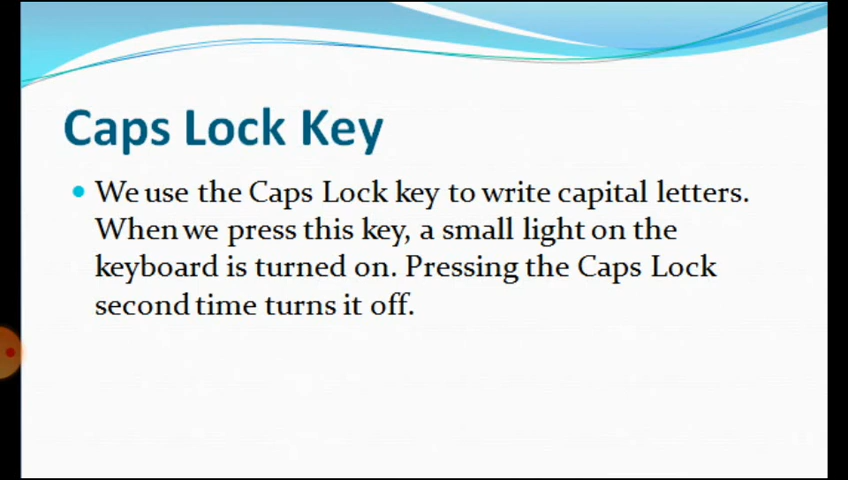 Caps Lock Key
We use the Caps Lock key to write capital letters.
When we press this key, a small light on the
keyboard is turned on. Pressing the Caps Lock
second time turns it off.